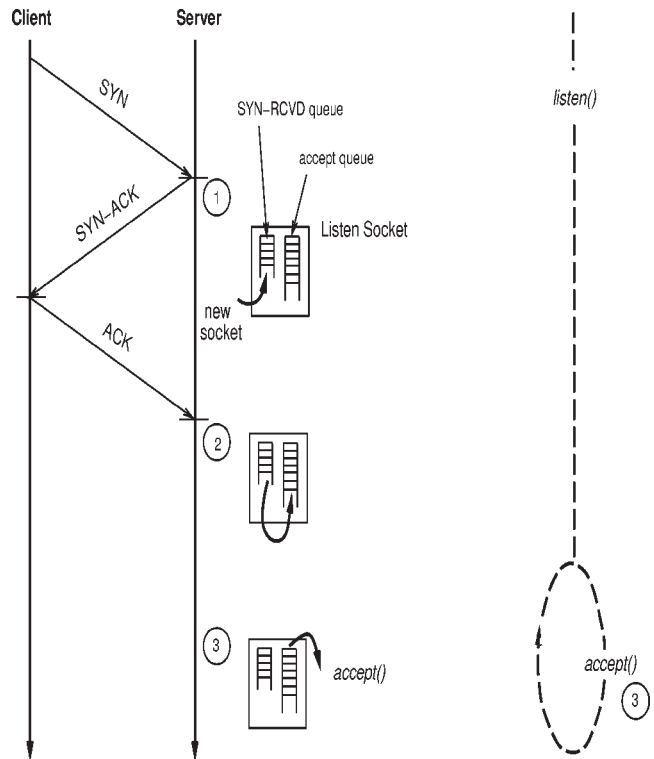 Client
Server
SYN
SYN-RCVD queue
accept queue
listen()
1
SYN-ACK
Listen Socket
new
socket
ACK
2
3
accept()
accept()
3